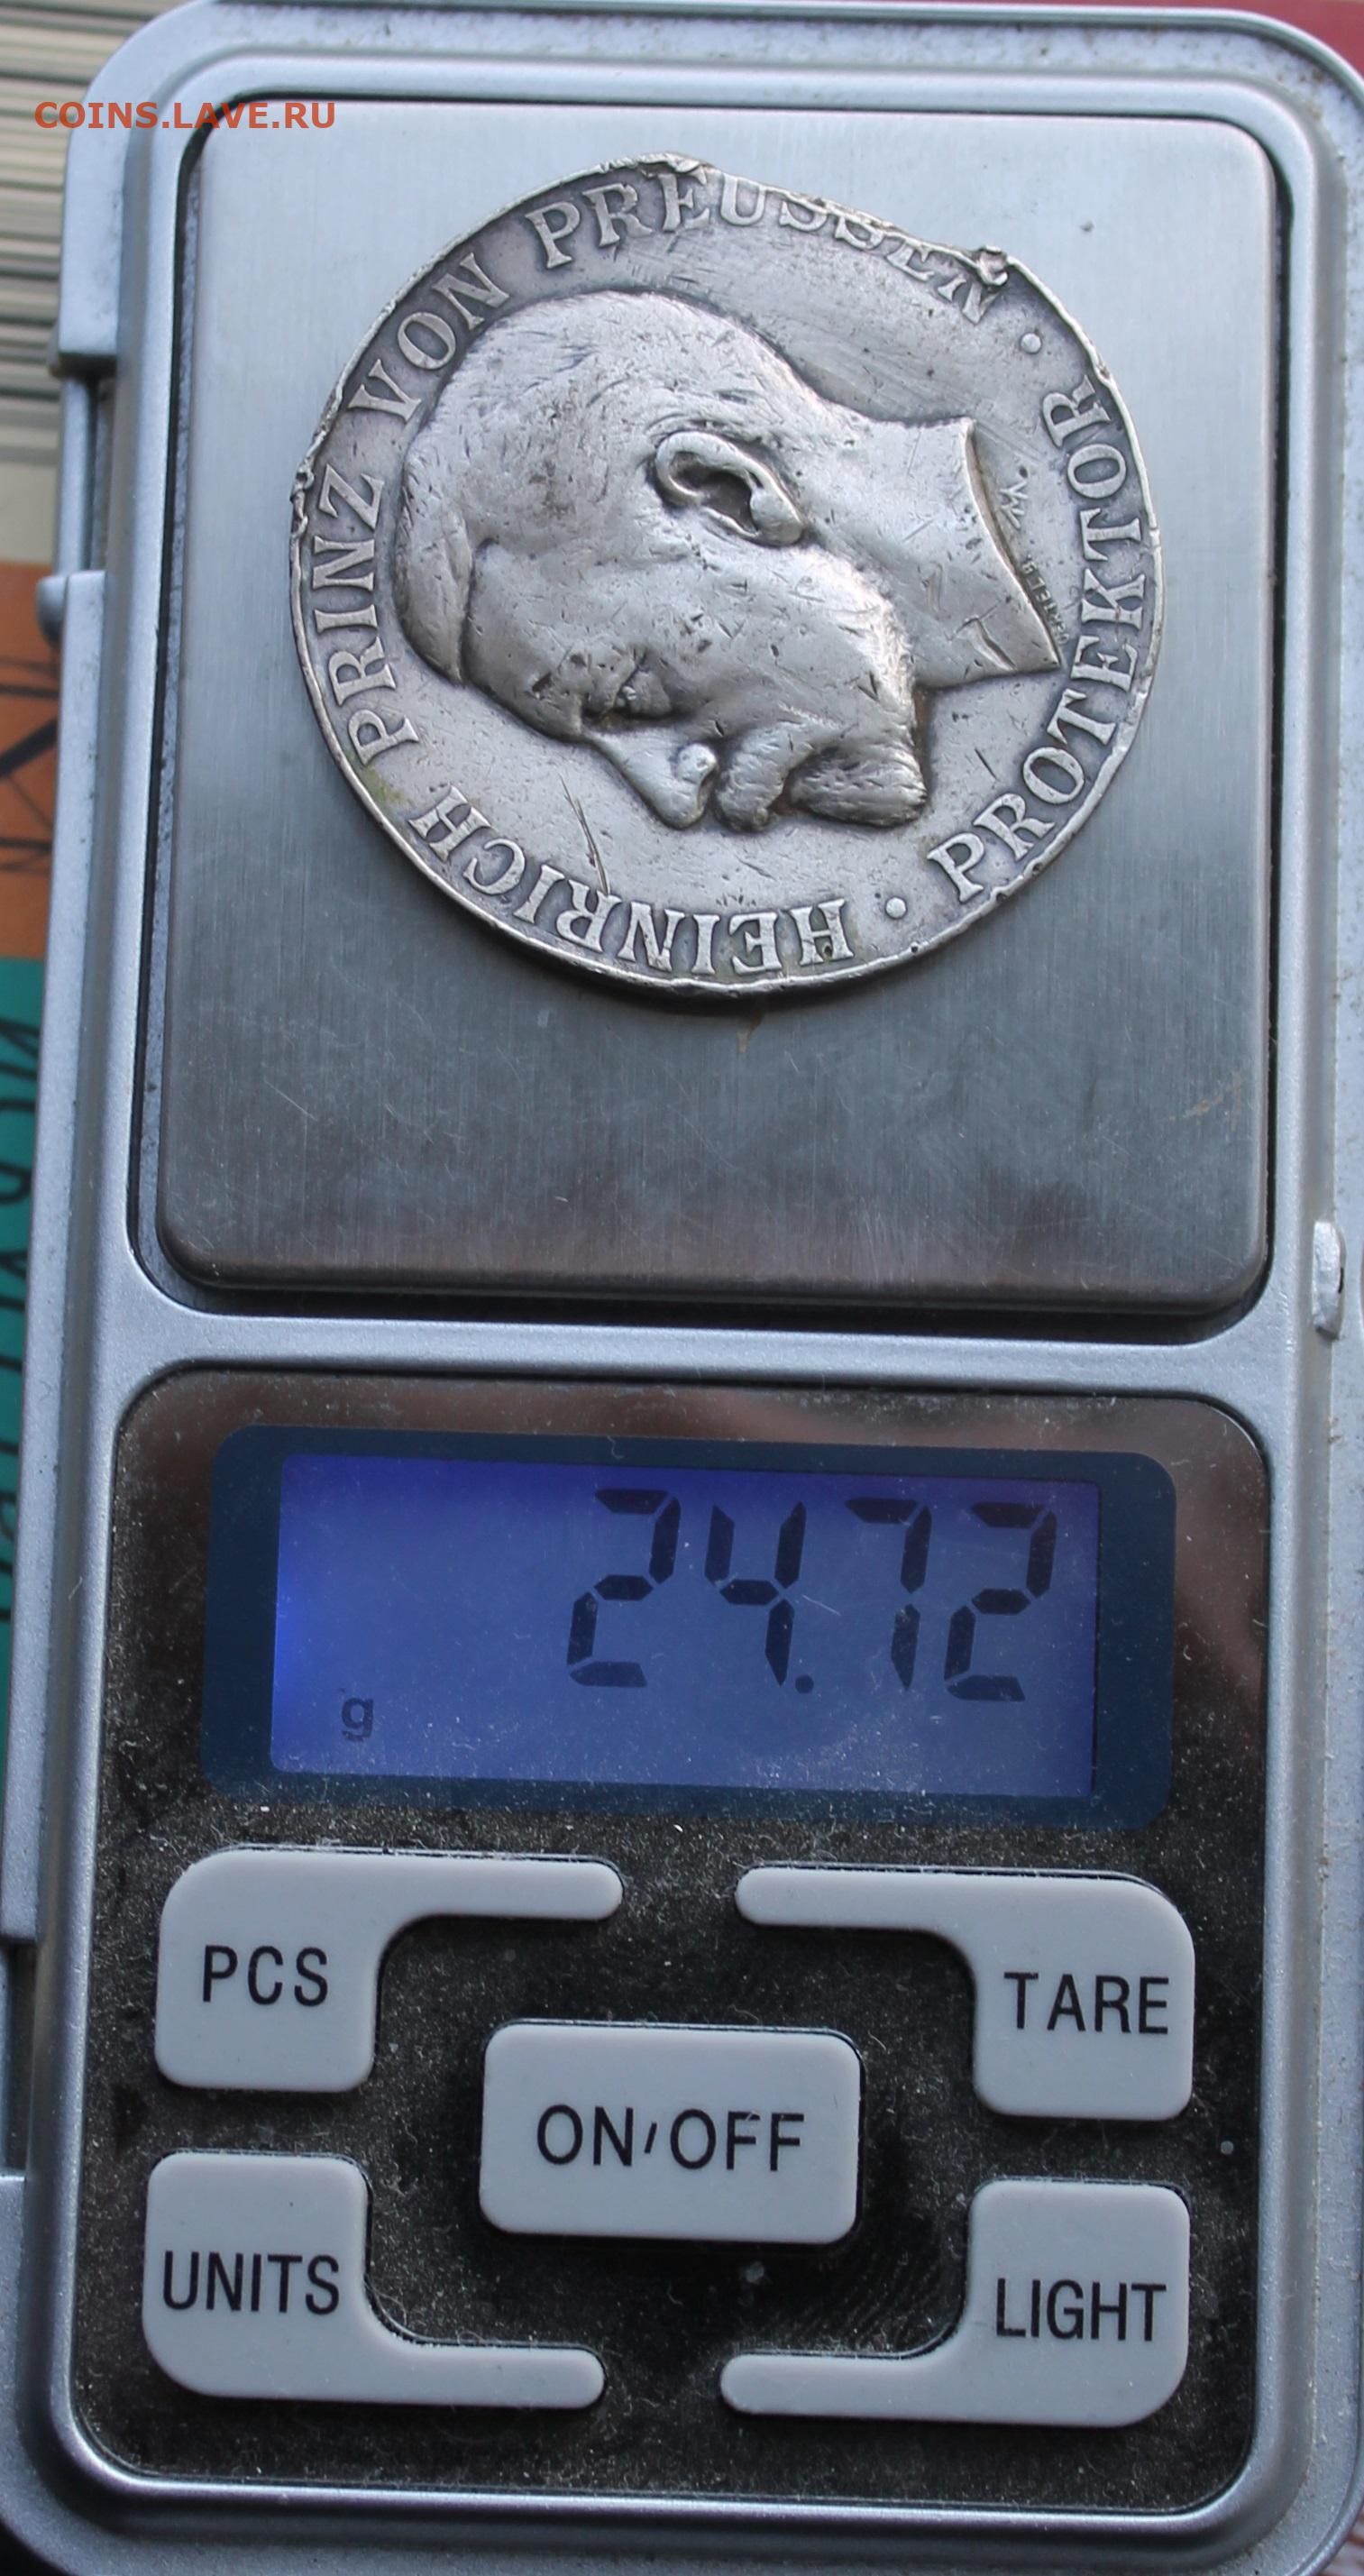 COINS.LAVE.RU
HEINRICH PRINZ VON PREUSSEN · PROTEKTOR ·
24.72
g
PCS
TARE
ON/OFF
UNITS
LIGHT